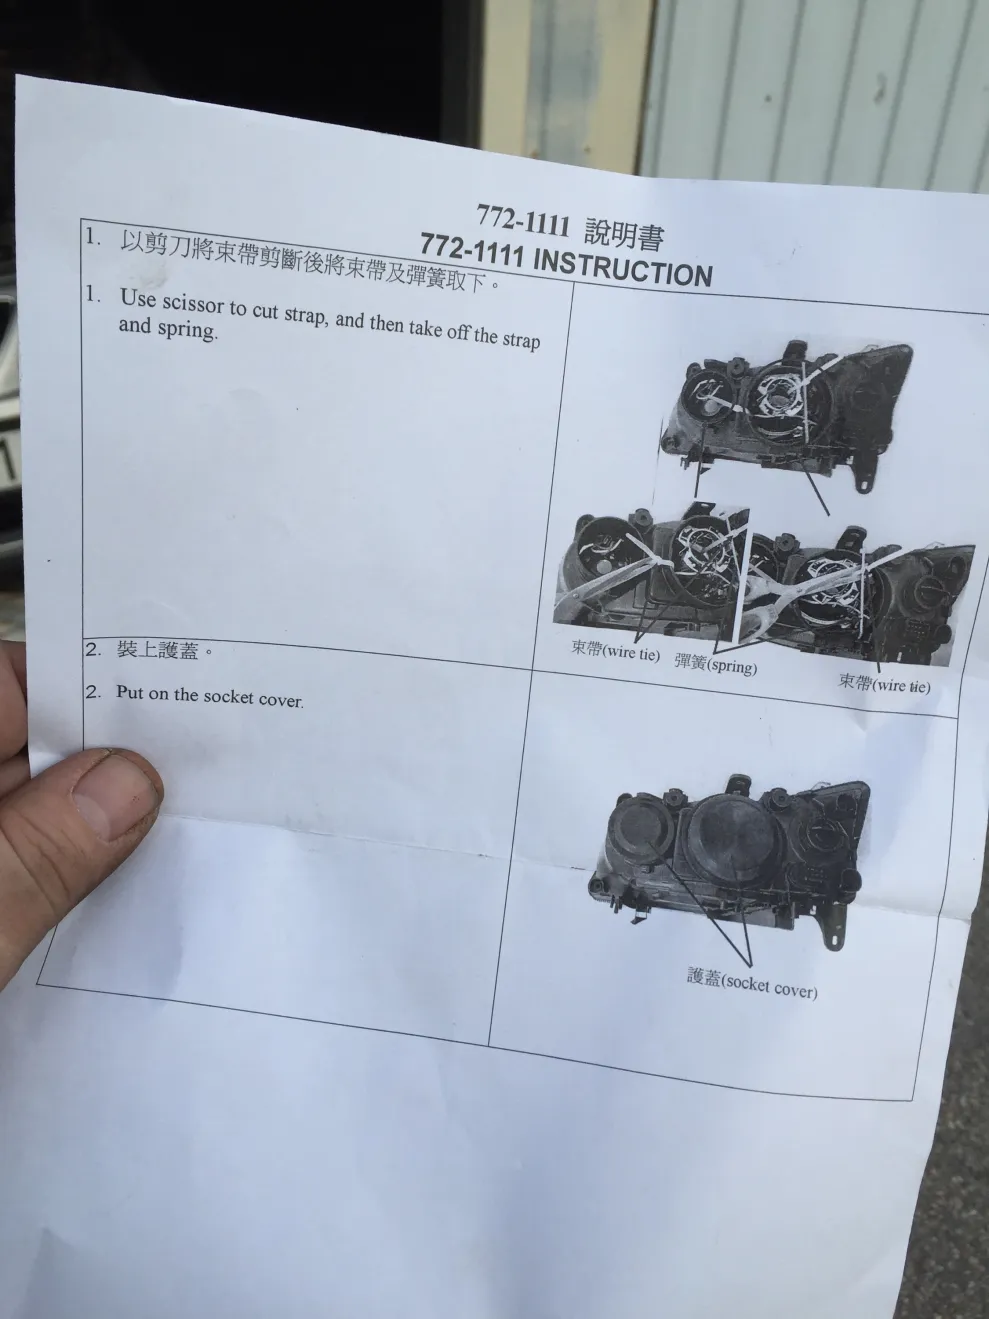 772-1111 說明書
772-1111 INSTRUCTION
1. 以剪刀將束帶剪斷後將束帶及彈簧取下。
1. Use scissor to cut strap, and then take off the strap
and spring.
束帶(wire tie)
彈簧(spring)
束帶(wire tie)
2. 裝上護蓋。
2. Put on the socket cover.
護蓋(socket cover)